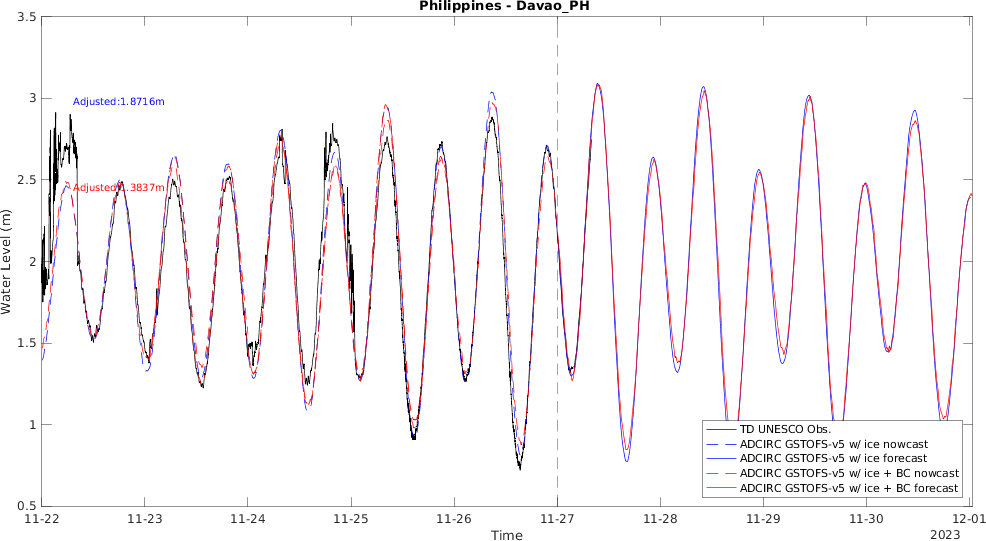 Philippines - Davao_PH
3.5
3
2.5
2
1.5
1
0.5
Water Level (m)
Adjusted:1.8716m
Adjusted:1.3837m
TD UNESCO Obs.
ADCIRC GSTOFS-v5 w/ ice nowcast
ADCIRC GSTOFS-v5 w/ ice forecast
ADCIRC GSTOFS-v5 w/ ice + BC nowcast
ADCIRC GSTOFS-v5 w/ ice + BC forecast
11-22 11-23 11-24 11-25 11-26 11-27 11-28 11-29 11-30 12-01
Time
2023